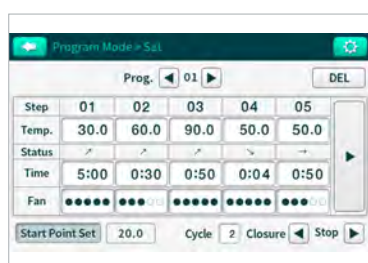 Program Mode > Set
Prog. ◀ 01 ▶ DEL
Step 01 02 03 04 05
Temp. 30.0 60.0 90.0 50.0 50.0
Status ↗ ↗ ↗ ↘ →
Time 5:00 0:30 0:50 0:04 0:50
Fan ●●●●● ●●●○○ ●●●●● ●●●●● ●●●○○
Start Point Set 20.0 Cycle 2 Closure ◀ Stop ▶